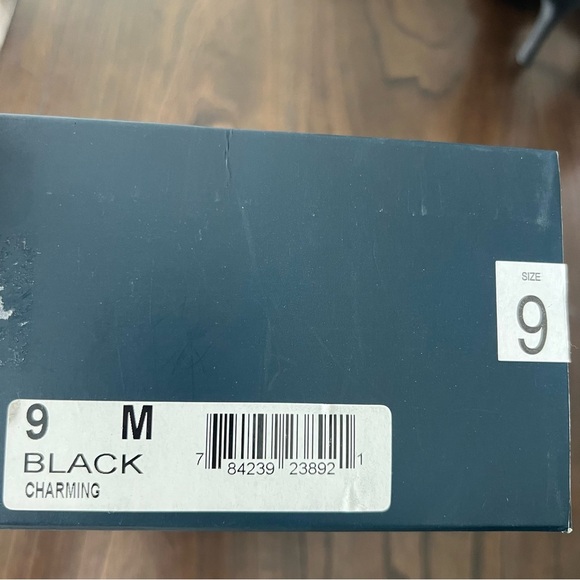 SIZE
9
9 M
BLACK
CHARMING
7 84239 23892 1